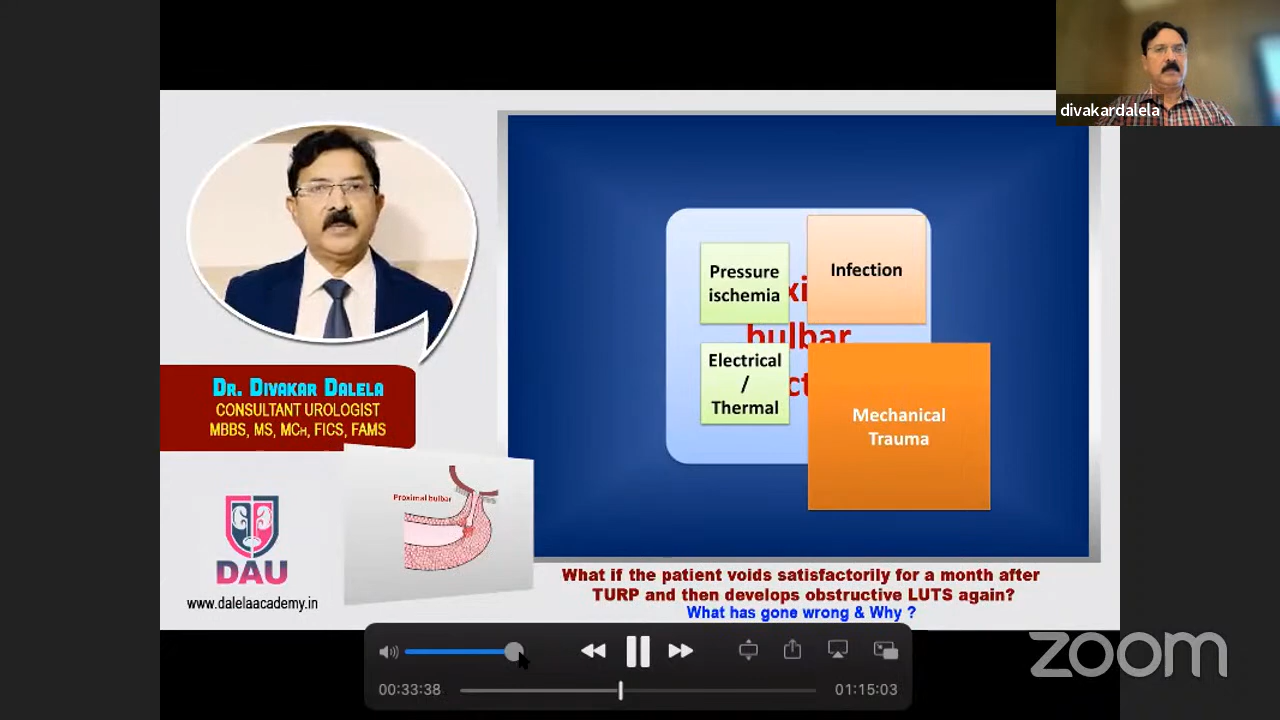 divakardalela
Pressure
ischemia
Infection
bulbar
Electrical
/
Thermal
Mechanical
Trauma
DR. DIVAKAR DALELA
CONSULTANT UROLOGIST
MBBS, MS, MCH, FICS, FAMS
Proximal bulbar
DAU
www.dalelaacademy.in
What if the patient voids satisfactorily for a month after
TURP and then develops obstructive LUTS again?
What has gone wrong & Why ?
00:33:38
01:15:03
zoom